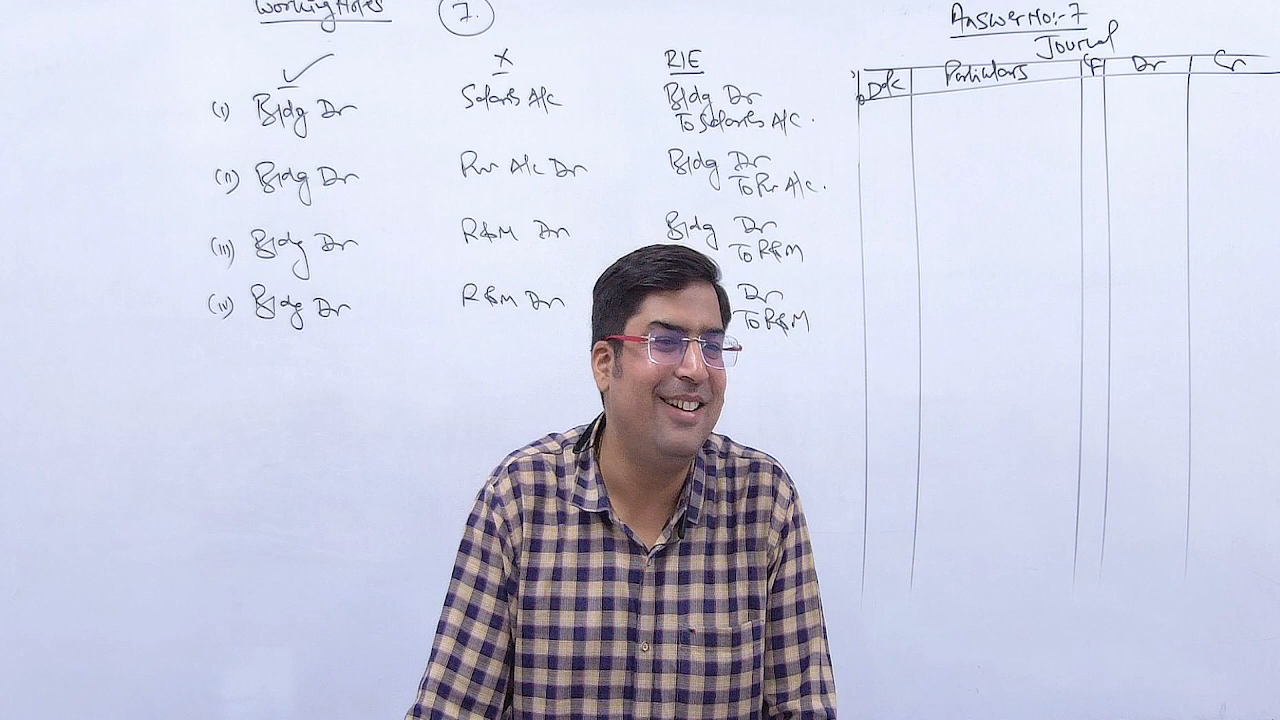 Working Notes
7.
✓ X RIE
(i) Bldg Dr Salaries A/c Bldg Dr
To Salaries A/c.
(ii) Bldg Dr Pur A/c Dr Bldg Dr
To Pur A/c.
(iii) Bldg Dr R&M Dr Bldg Dr
To R&M
(iv) Bldg Dr R&M Dr Dr
To R&M
Answer No:-7
Journal
Date Particulars LF Dr Cr